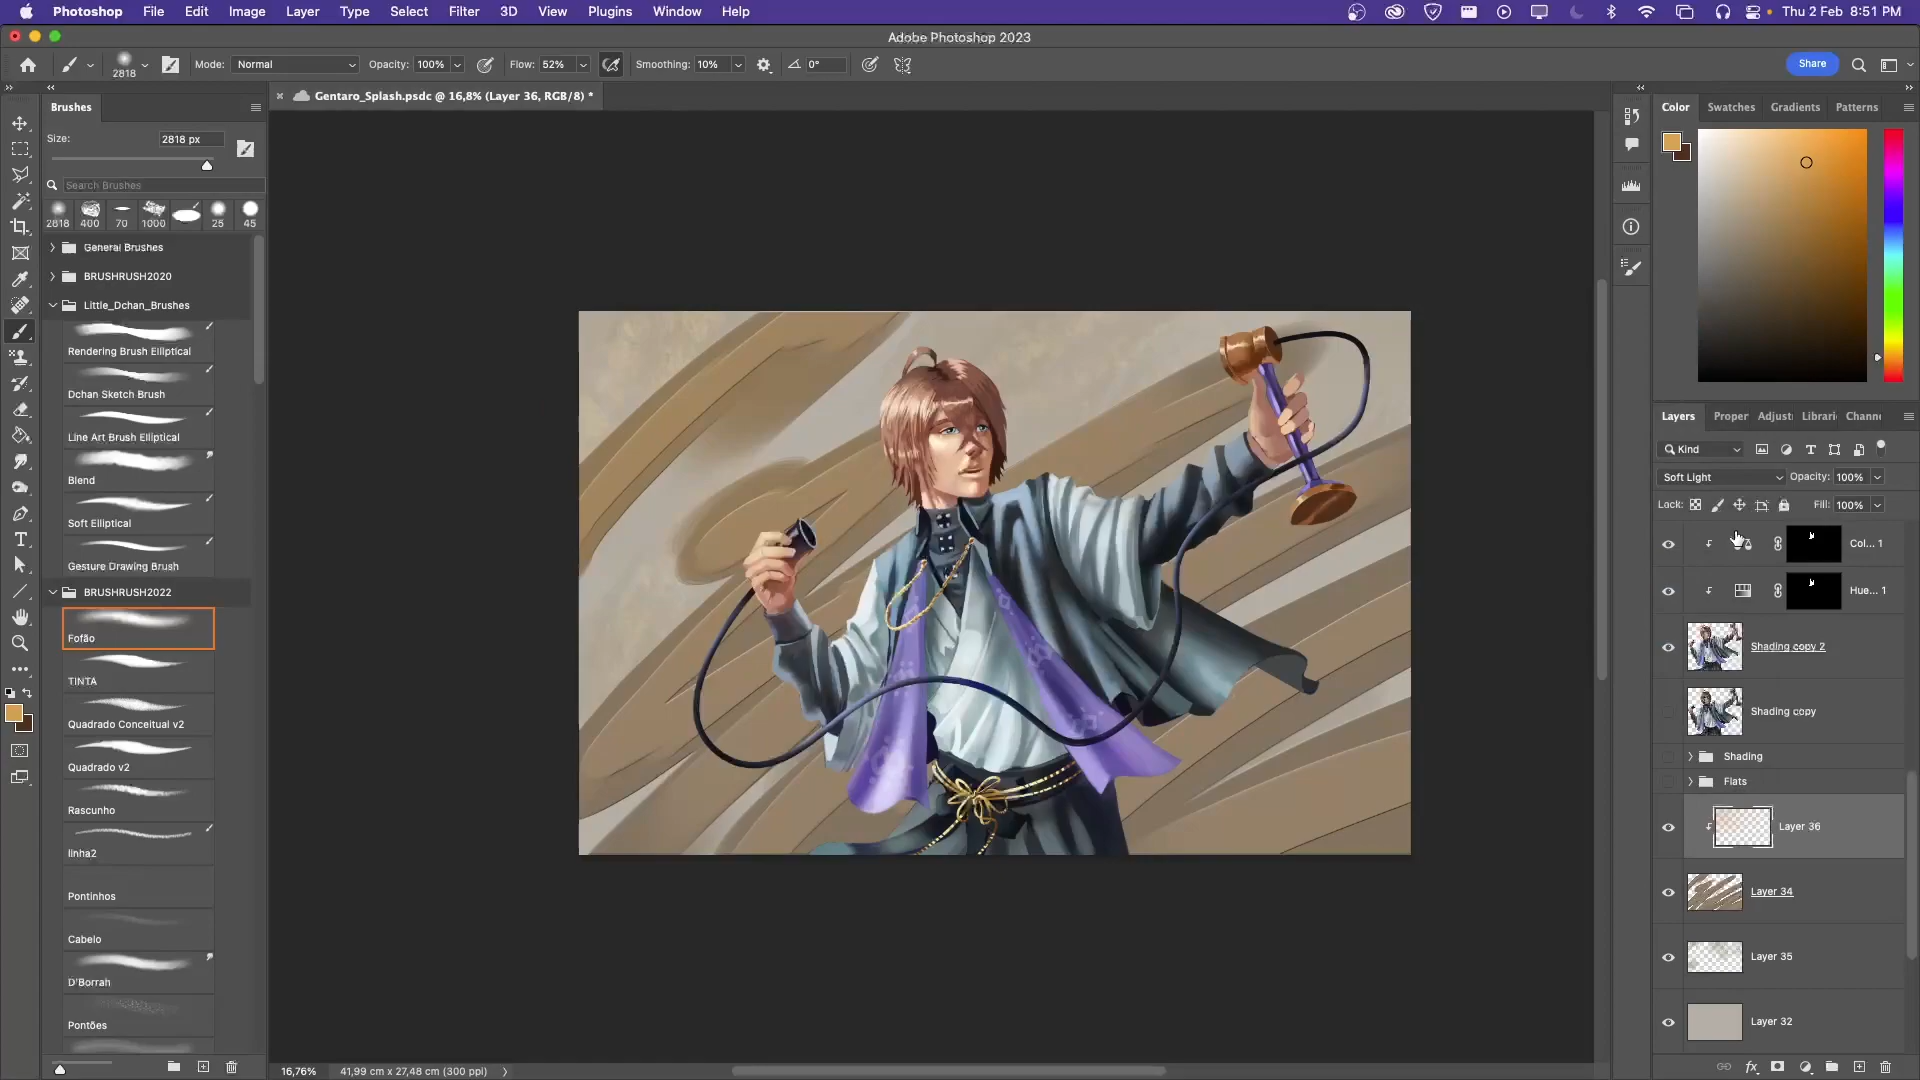 Photoshop File Edit Image Layer Type Select Filter 3D View Plugins Window Help Thu 2 Feb 8:51 PM
Adobe Photoshop 2023
2818 Mode: Normal Opacity: 100% Flow: 52% Smoothing: 10% 0° Share
Gentaro_Splash.psdc @ 16,8% (Layer 36, RGB/8) *
Brushes
Size: 2818 px
Search Brushes
2818 400 70 1000 25 45
General Brushes
BRUSHRUSH2020
Little_Dchan_Brushes
Rendering Brush Elliptical
Dchan Sketch Brush
Line Art Brush Elliptical
Blend
Soft Elliptical
Gesture Drawing Brush
BRUSHRUSH2022
Fofão
TINTA
Quadrado Conceitual v2
Quadrado v2
Rascunho
linha2
Pontinhos
Cabelo
D'Borrah
Pontões
16,76% 41,99 cm x 27,48 cm (300 ppi)
Color Swatches Gradients Patterns
Layers Proper Adjust Librari Chann
Kind
Soft Light Opacity: 100%
Lock: Fill: 100%
Col... 1
Hue... 1
Shading copy 2
Shading copy
Shading
Flats
Layer 36
Layer 34
Layer 35
Layer 32
fx